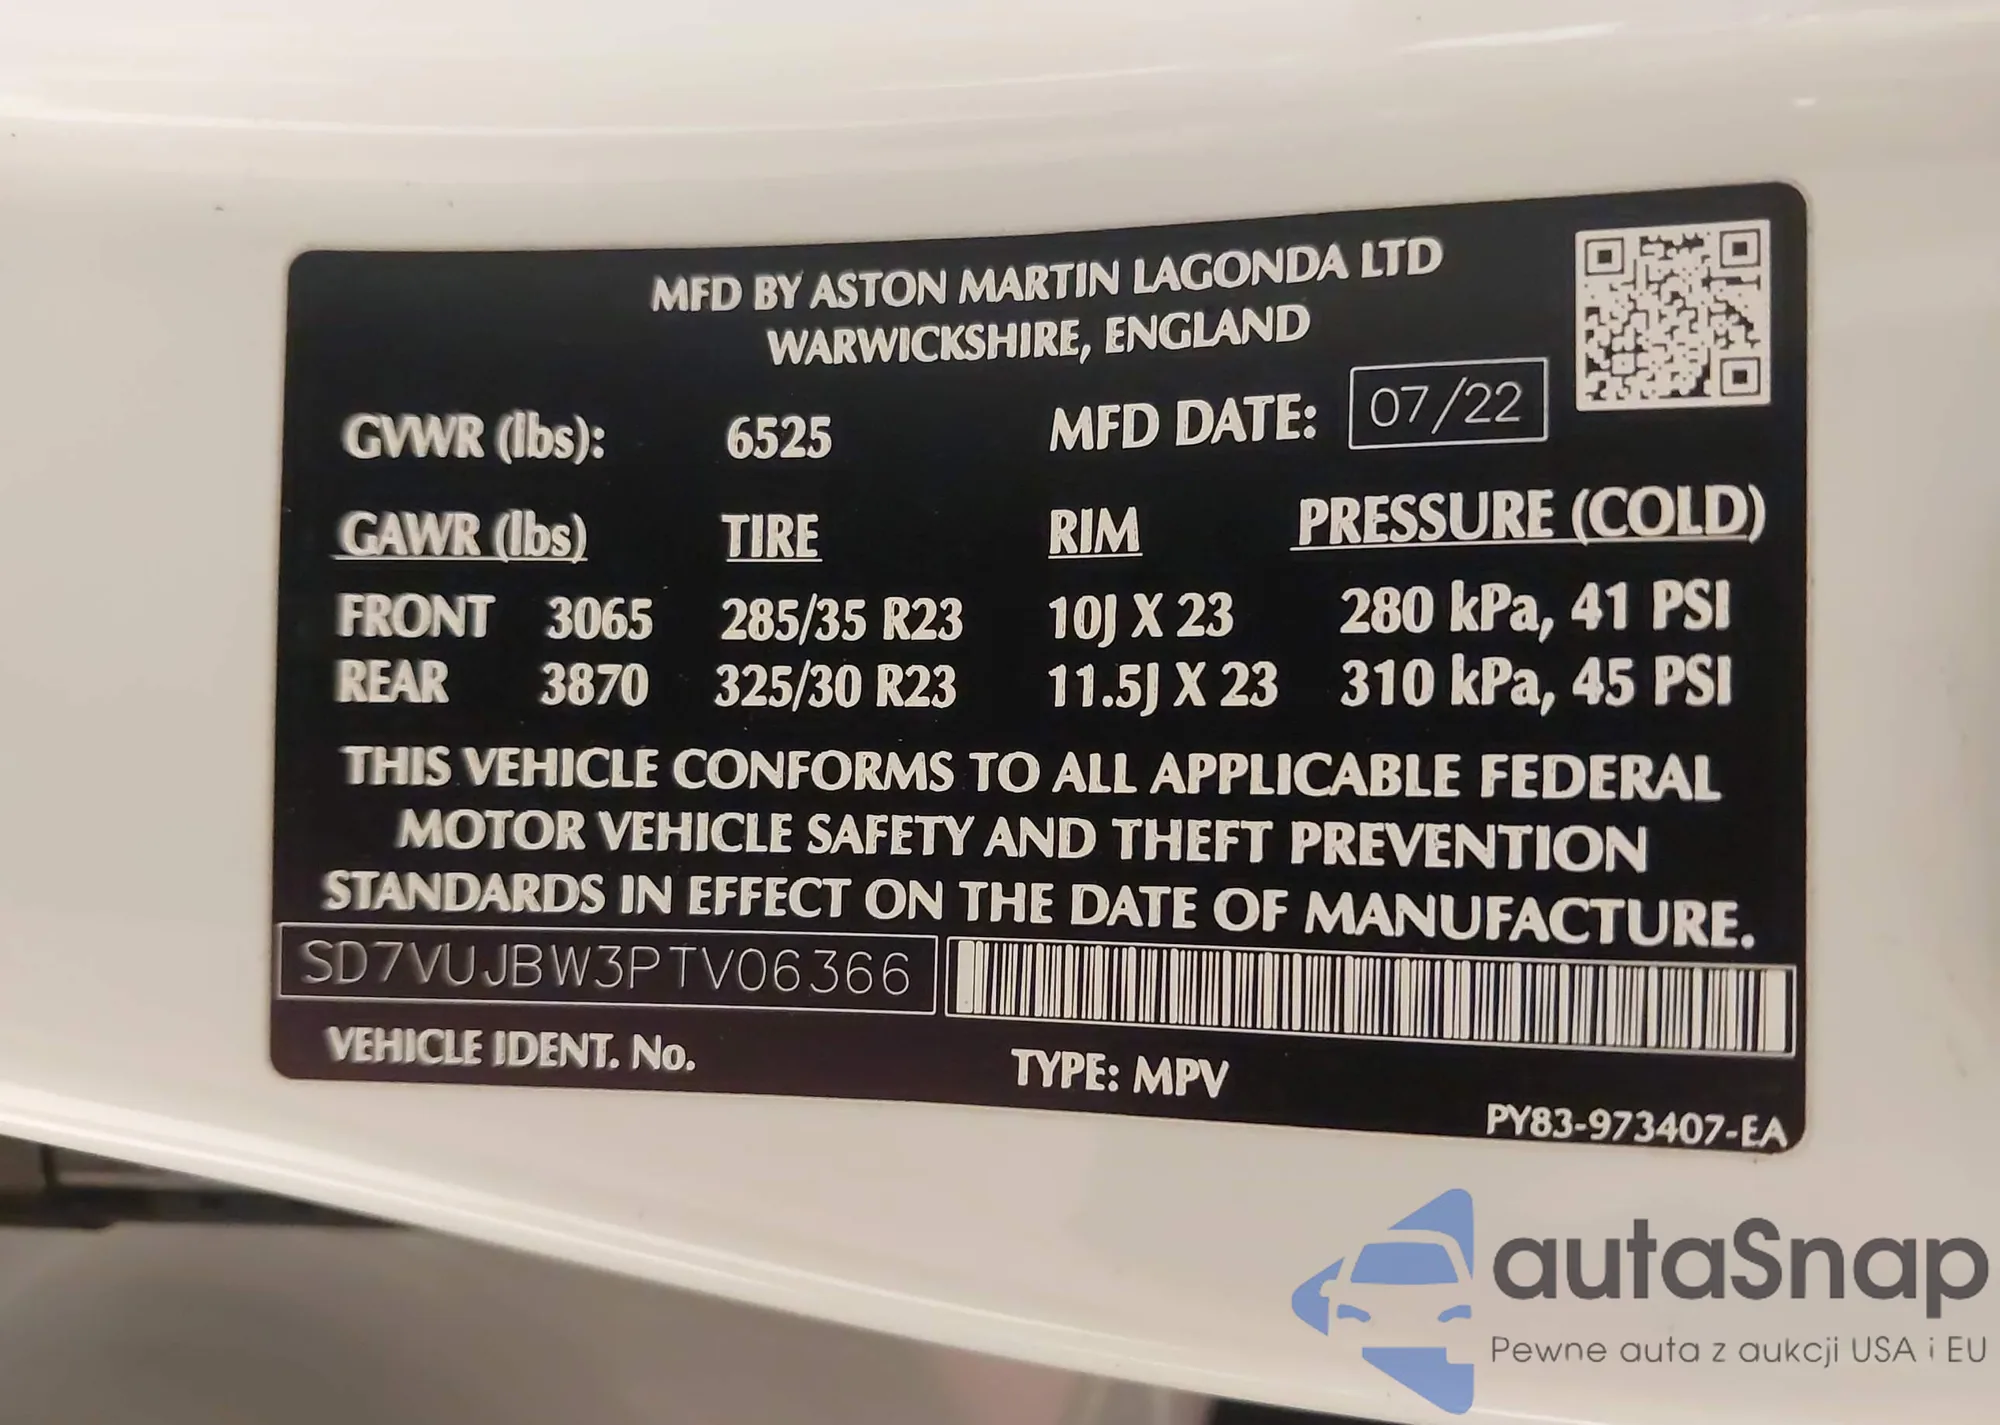 MFD BY ASTON MARTIN LAGONDA LTD
WARWICKSHIRE, ENGLAND
GVWR (lbs): 6525 MFD DATE: 07/22
GAWR (lbs) TIRE RIM PRESSURE (COLD)
FRONT 3065 285/35 R23 10J X 23 280 kPa, 41 PSI
REAR 3870 325/30 R23 11.5J X 23 310 kPa, 45 PSI
THIS VEHICLE CONFORMS TO ALL APPLICABLE FEDERAL
MOTOR VEHICLE SAFETY AND THEFT PREVENTION
STANDARDS IN EFFECT ON THE DATE OF MANUFACTURE.
SD7VUJBW3PTV06366
VEHICLE IDENT. No. TYPE: MPV
PY83-973407-EA
autaSnap
Pewne auta z aukcji USA i EU